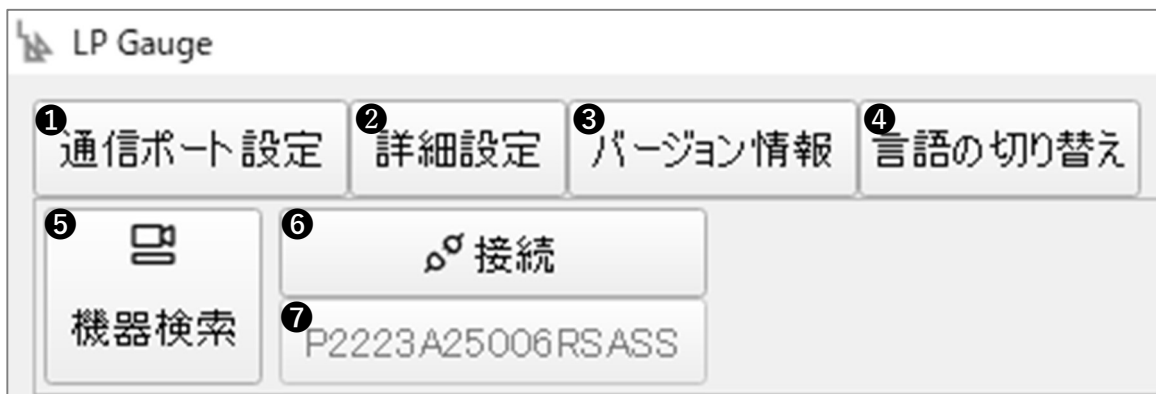 LP Gauge
❶通信ポート設定 ❷詳細設定 ❸バージョン情報 ❹言語の切り替え
❺機器検索
❻接続
❼P2223A25006RSASS